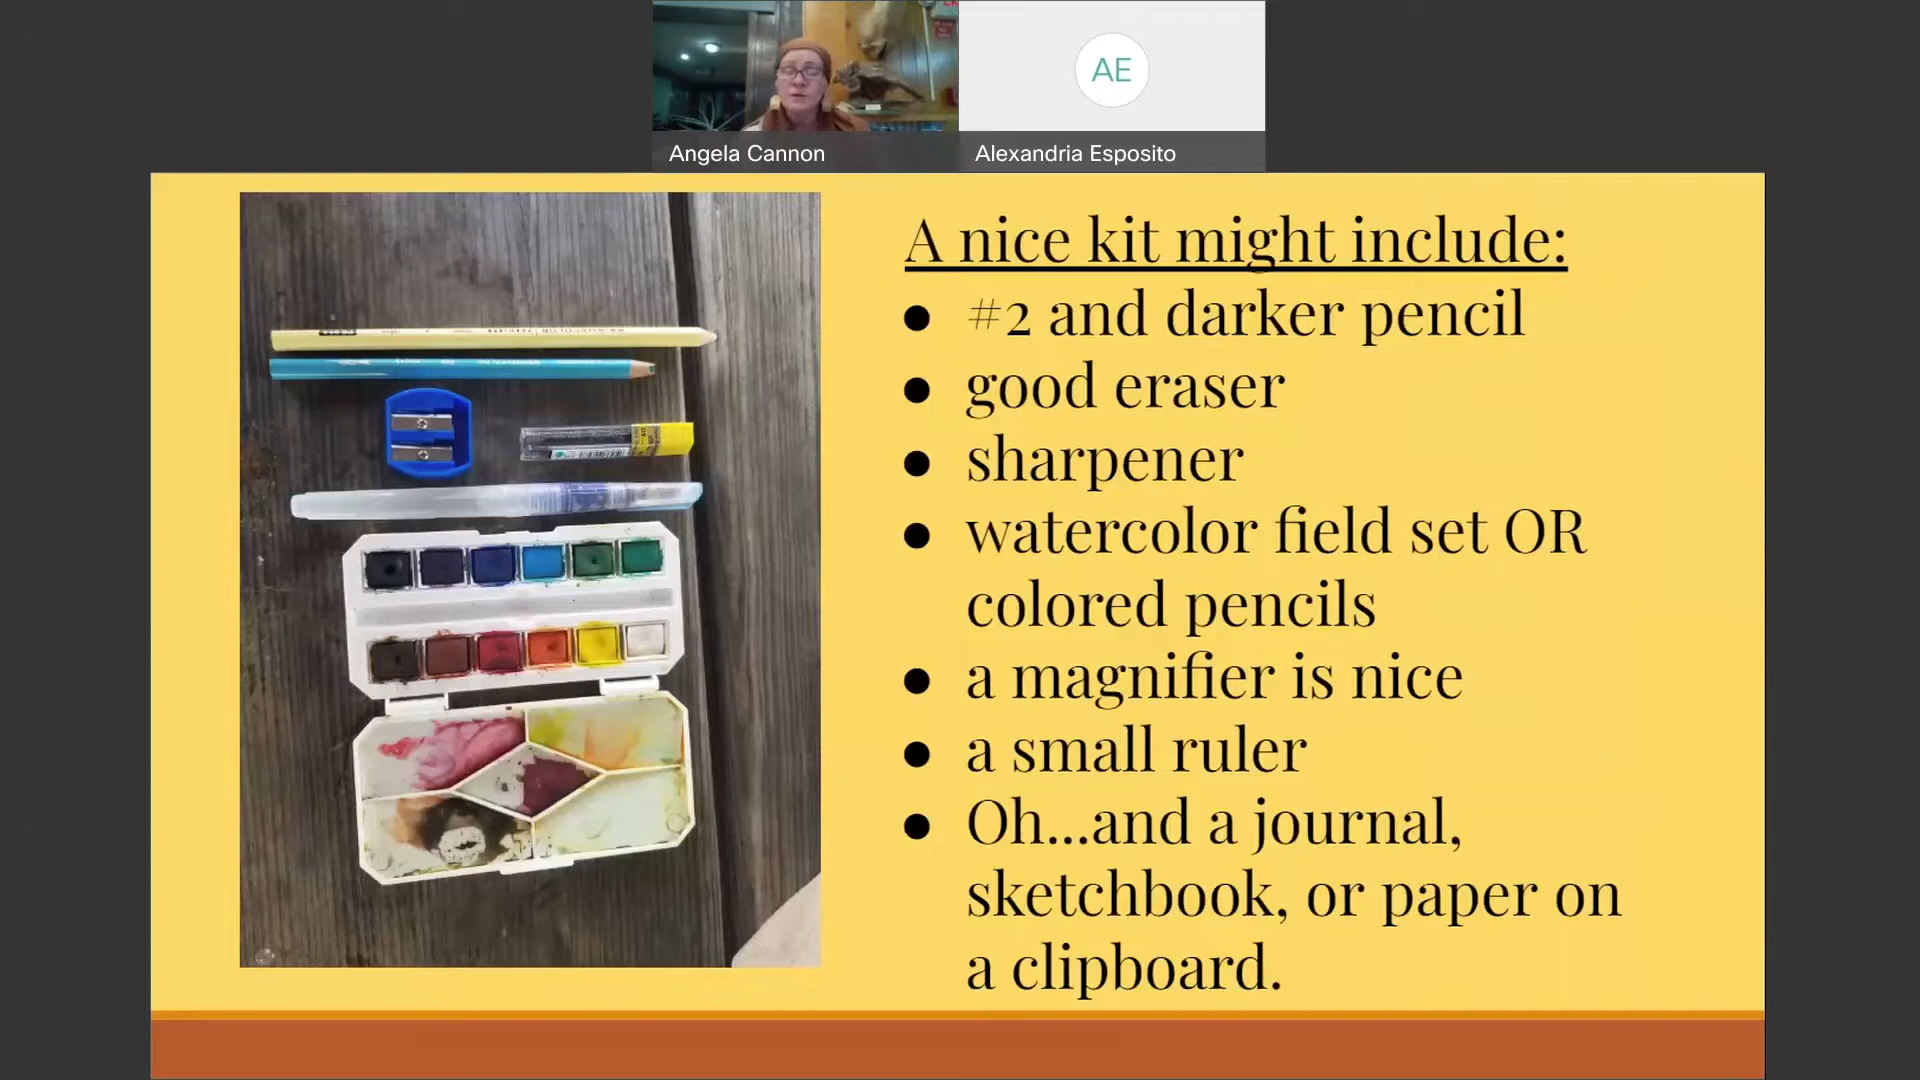 AE
Angela Cannon
Alexandria Esposito
A nice kit might include:
● #2 and darker pencil
● good eraser
● sharpener
● watercolor field set OR
colored pencils
● a magnifier is nice
● a small ruler
● Oh...and a journal,
sketchbook, or paper on
a clipboard.